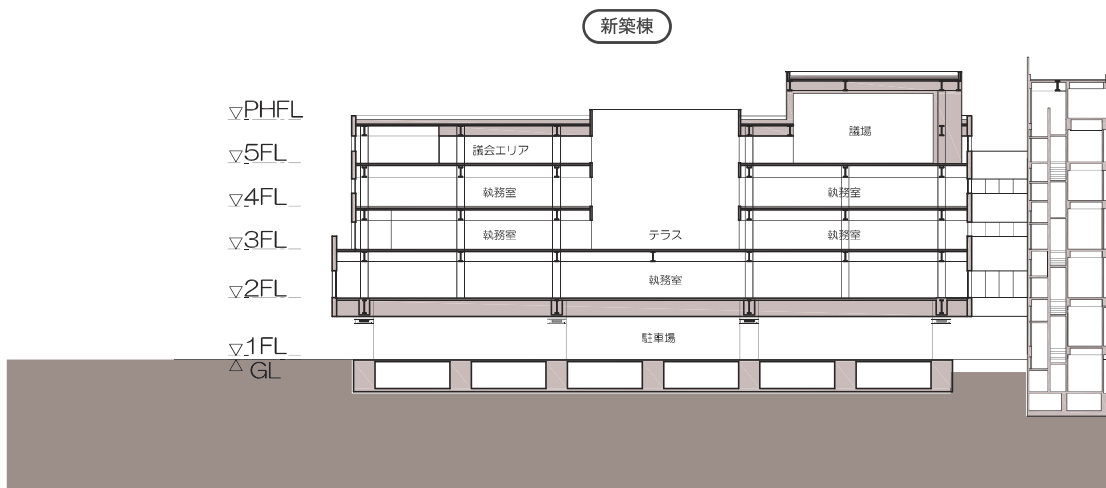 新築棟
▽PHFL
議場
議会エリア
▽5FL
執務室
執務室
▽4FL
執務室
テラス
執務室
▽3FL
執務室
▽2FL
駐車場
▽1FL
△GL